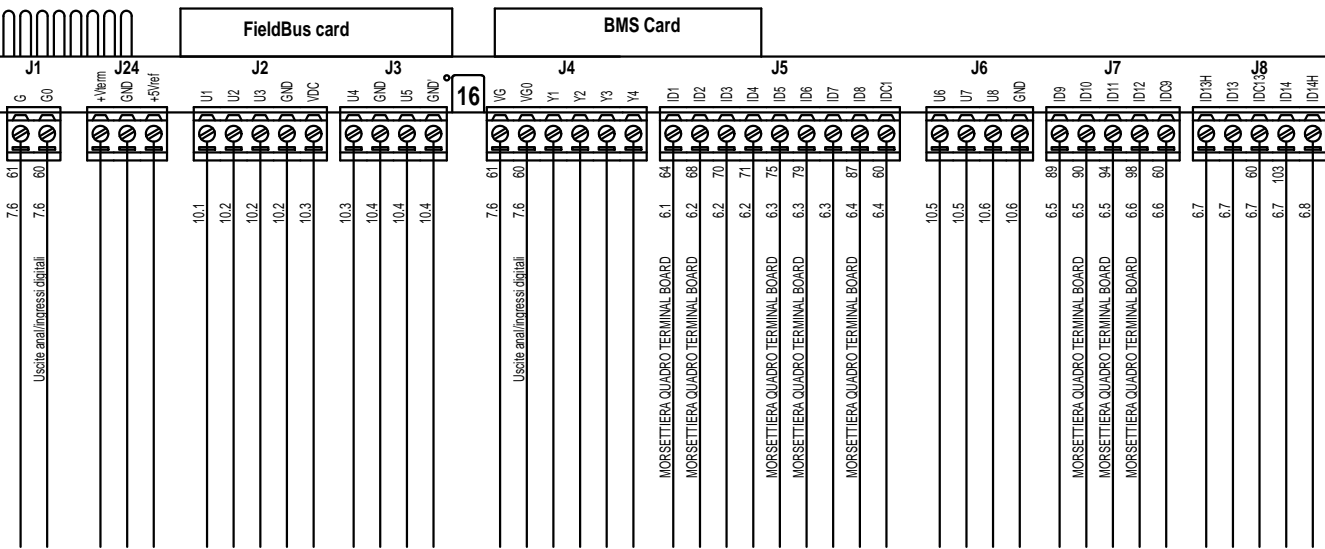 FieldBus card
BMS Card
J1 J24 J2 J3 J4 J5 J6 J7 J8
16
G G0
+Vterm GND +5Vref
U1 U2 U3 GND VDC
U4 GND U5 GND'
VG VG0 Y1 Y2 Y3 Y4
ID1 ID2 ID3 ID4 ID5 ID6 ID7 ID8 IDC1
U6 U7 U8 GND
ID9 ID10 ID11 ID12 IDC9
ID13H ID13 IDC13 ID14 ID14H
61 60 61 60 64 68 70 71 75 79 87 60 89 90 94 98 60 60 103
7.6 7.6 10.1 10.2 10.2 10.2 10.3 10.3 10.4 10.4 10.4 7.6 7.6 6.1 6.2 6.2 6.2 6.3 6.3 6.3 6.4 6.4 10.5 10.5 10.6 10.6 6.5 6.5 6.5 6.6 6.6 6.7 6.7 6.7 6.7 6.8
Uscite anal/ingressi digitali
Uscite anal/ingressi digitali
MORSETTIERA QUADRO TERMINAL BOARD
MORSETTIERA QUADRO TERMINAL BOARD
MORSETTIERA QUADRO TERMINAL BOARD
MORSETTIERA QUADRO TERMINAL BOARD
MORSETTIERA QUADRO TERMINAL BOARD
MORSETTIERA QUADRO TERMINAL BOARD
MORSETTIERA QUADRO TERMINAL BOARD
MORSETTIERA QUADRO TERMINAL BOARD